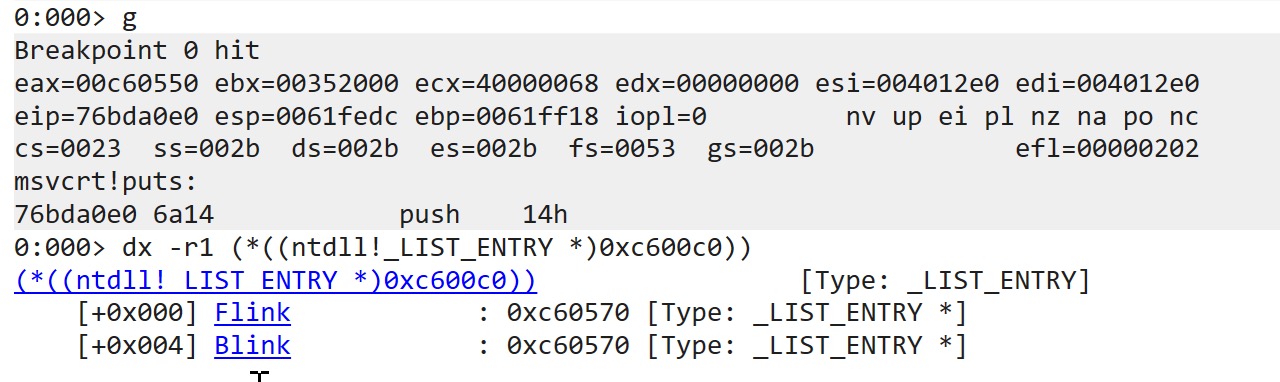 0:000> g
Breakpoint 0 hit
eax=00c60550 ebx=00352000 ecx=40000068 edx=00000000 esi=004012e0 edi=004012e0
eip=76bda0e0 esp=0061fedc ebp=0061ff18 iopl=0         nv up ei pl nz na po nc
cs=0023  ss=002b  ds=002b  es=002b  fs=0053  gs=002b             efl=00000202
msvcrt!puts:
76bda0e0 6a14            push    14h
0:000> dx -r1 (*((ntdll!_LIST_ENTRY *)0xc600c0))
(*((ntdll!_LIST_ENTRY *)0xc600c0))                 [Type: _LIST_ENTRY]
    [+0x000] Flink            : 0xc60570 [Type: _LIST_ENTRY *]
    [+0x004] Blink            : 0xc60570 [Type: _LIST_ENTRY *]